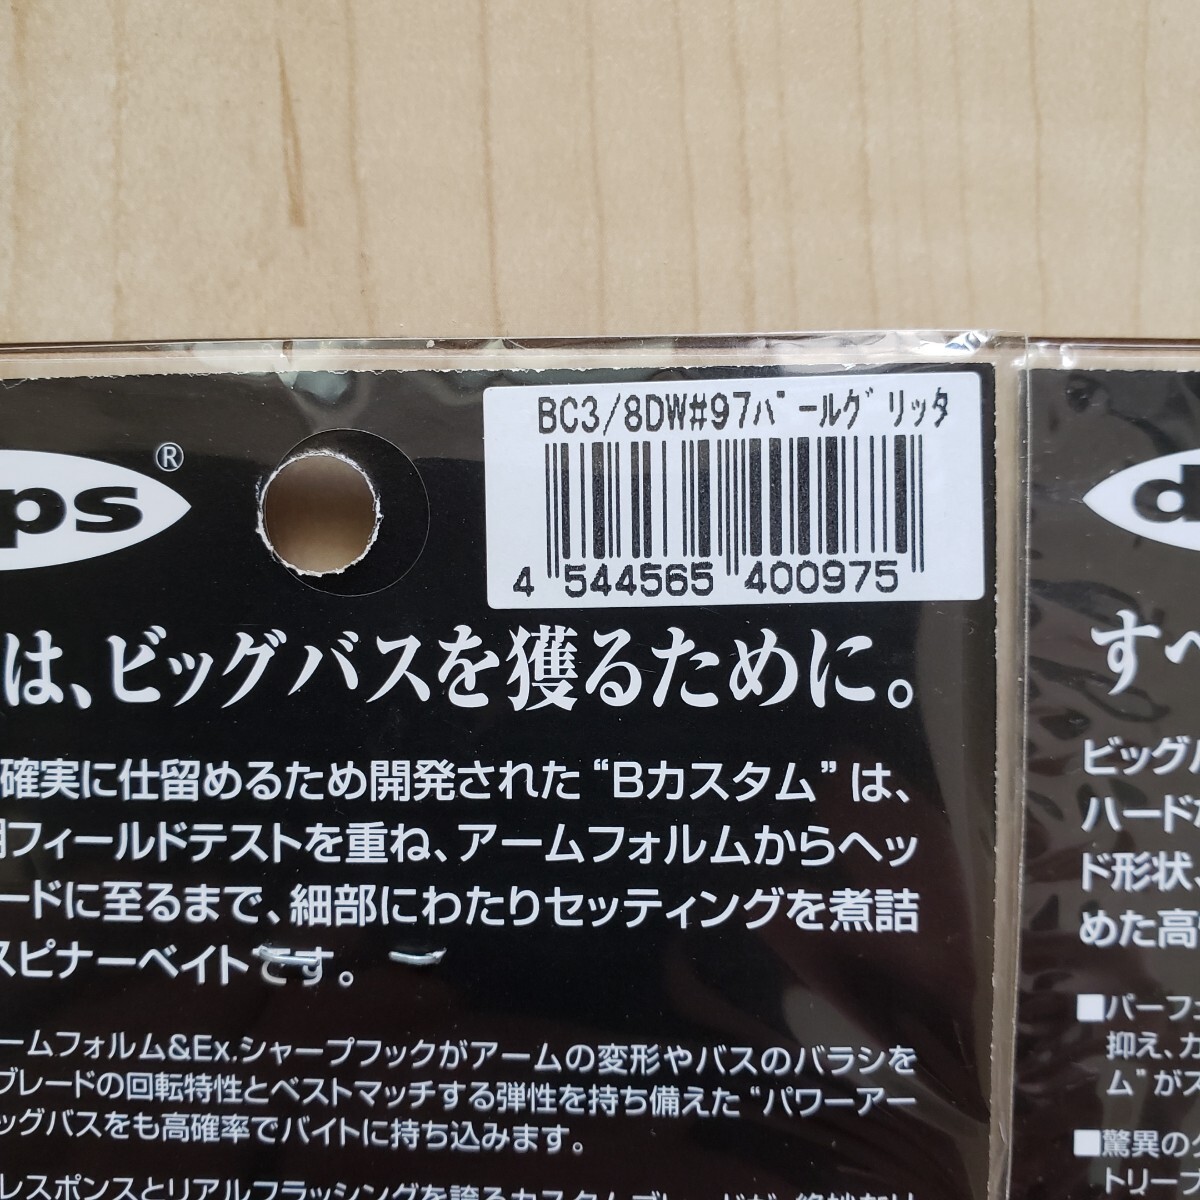 BC3/8DW#97パールグリッタ
4 544565 400975
ps®
は、ビッグバスを獲るために。
確実に仕留めるため開発された“Bカスタム”は、
フィールドテストを重ね、アームフォルムからヘッ
ードに至るまで、細部にわたりセッティングを煮詰
スピナーベイトです。
ームフォルム&Ex.シャープフックがアームの変形やバスのバラシを
ブレードの回転特性とベストマッチする弾性を持ち備えた“パワーアー
ッグバスをも高確率でバイトに持ち込みます。
レスポンスとリアルフラッシングを誇るカスタムブレードが
d
すべ
ビッグ
ハード
ド形状、
めた高
■パーフェ
抑え、カ
ム”がス
■驚異の
トリーブ